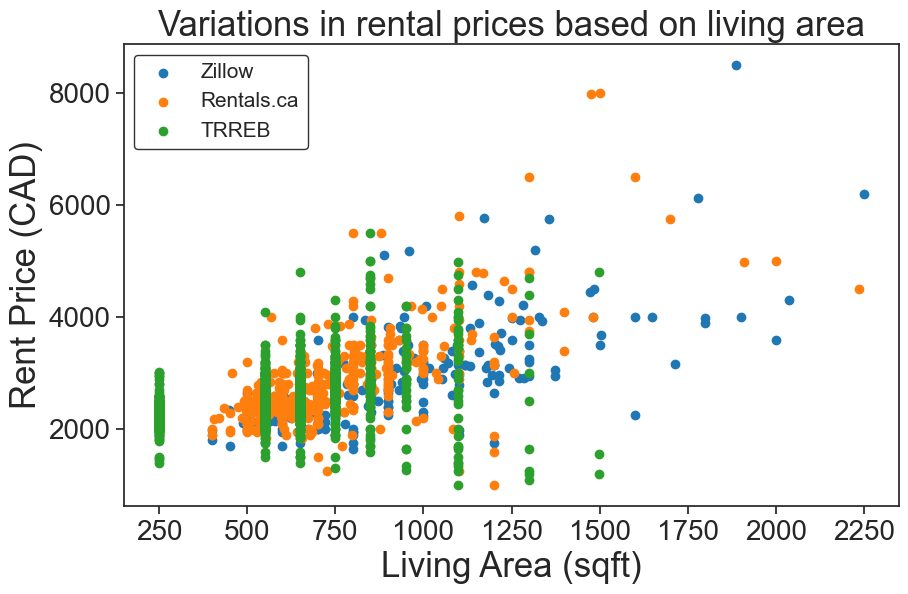 Variations in rental prices based on living area
Zillow
Rentals.ca
TRREB
Rent Price (CAD)
8000
6000
4000
2000
250 500 750 1000 1250 1500 1750 2000 2250
Living Area (sqft)